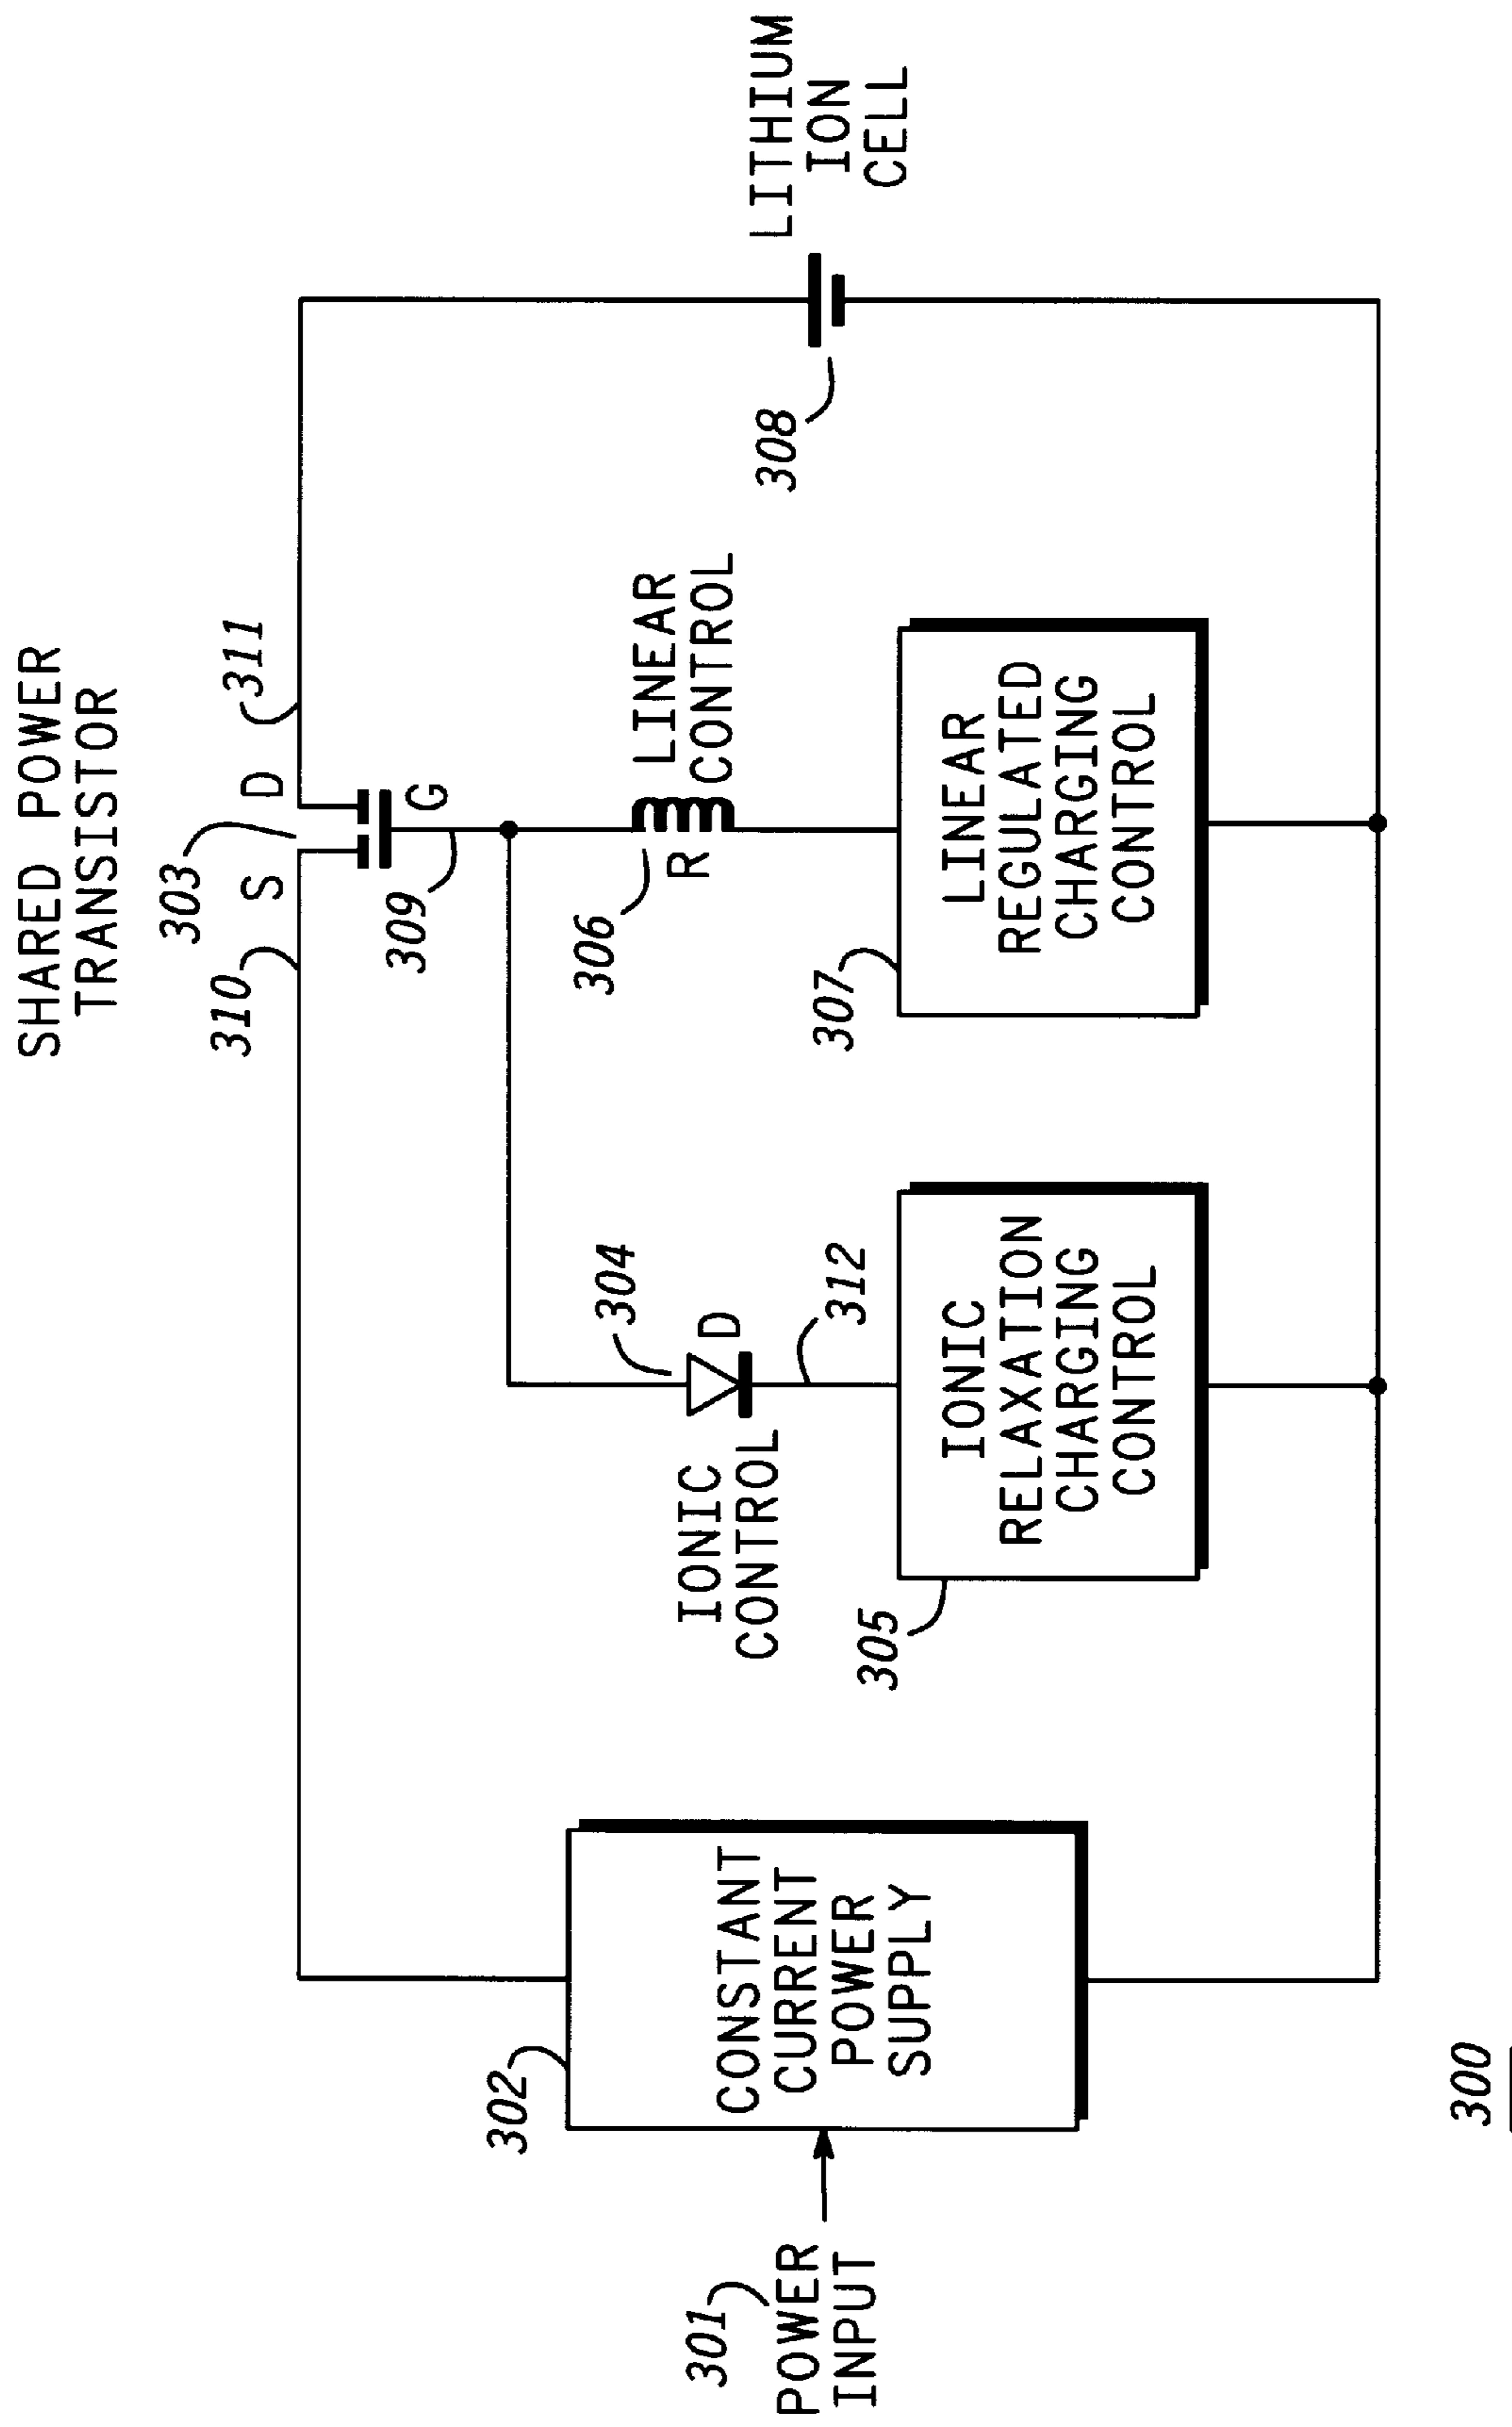 SHARED POWER
TRANSISTOR
303
310
S
D
311
G
309
304
IONIC
CONTROL
D
312
306
R
LINEAR
CONTROL
308
LITHIUM
ION
CELL
301
POWER
INPUT
302
CONSTANT
CURRENT
POWER
SUPPLY
305
IONIC
RELAXATION
CHARGING
CONTROL
307
LINEAR
REGULATED
CHARGING
CONTROL
300